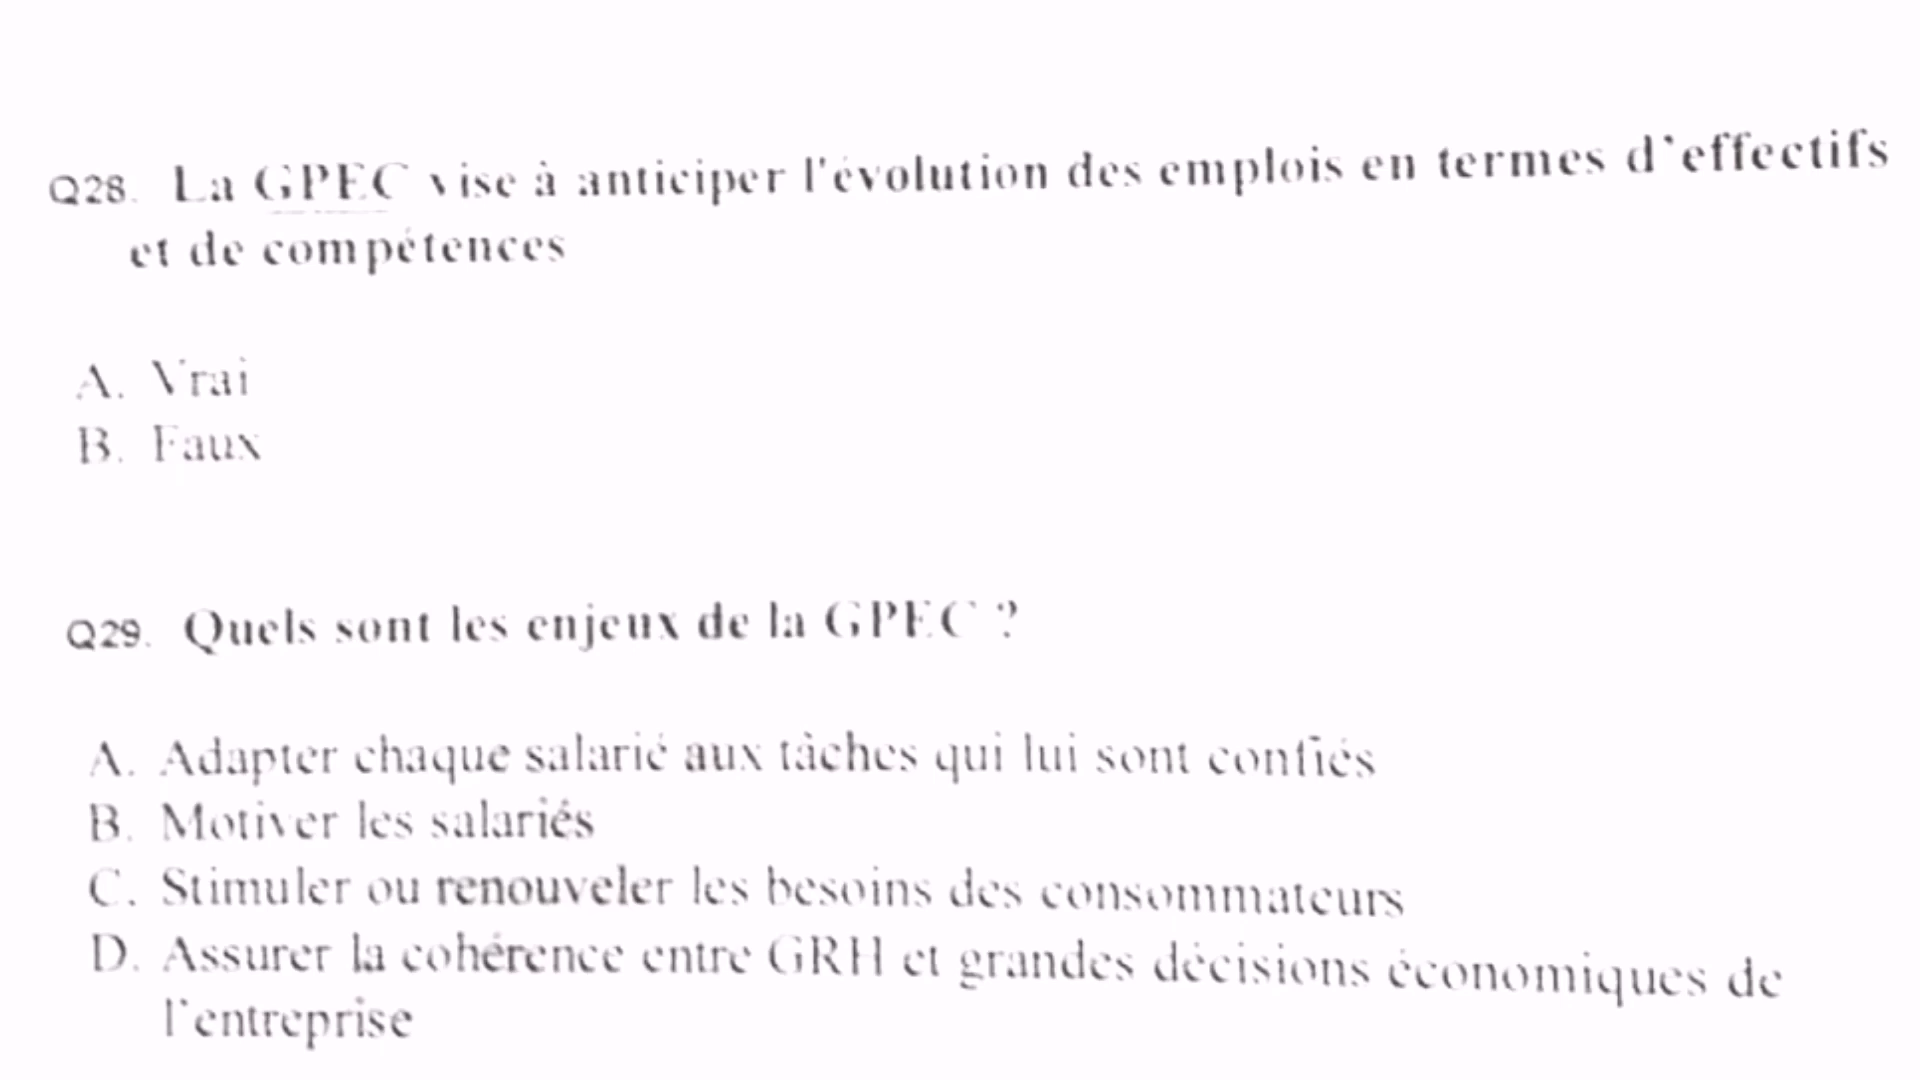 Q28. La GPEC vise à anticiper l'évolution des emplois en termes d'effectifs
et de compétences
A. Vrai
B. Faux
Q29. Quels sont les enjeux de la GPEC ?
A. Adapter chaque salarié aux tâches qui lui sont confiés
B. Motiver les salariés
C. Stimuler ou renouveler les besoins des consommateurs
D. Assurer la cohérence entre GRH et grandes décisions économiques de
l'entreprise